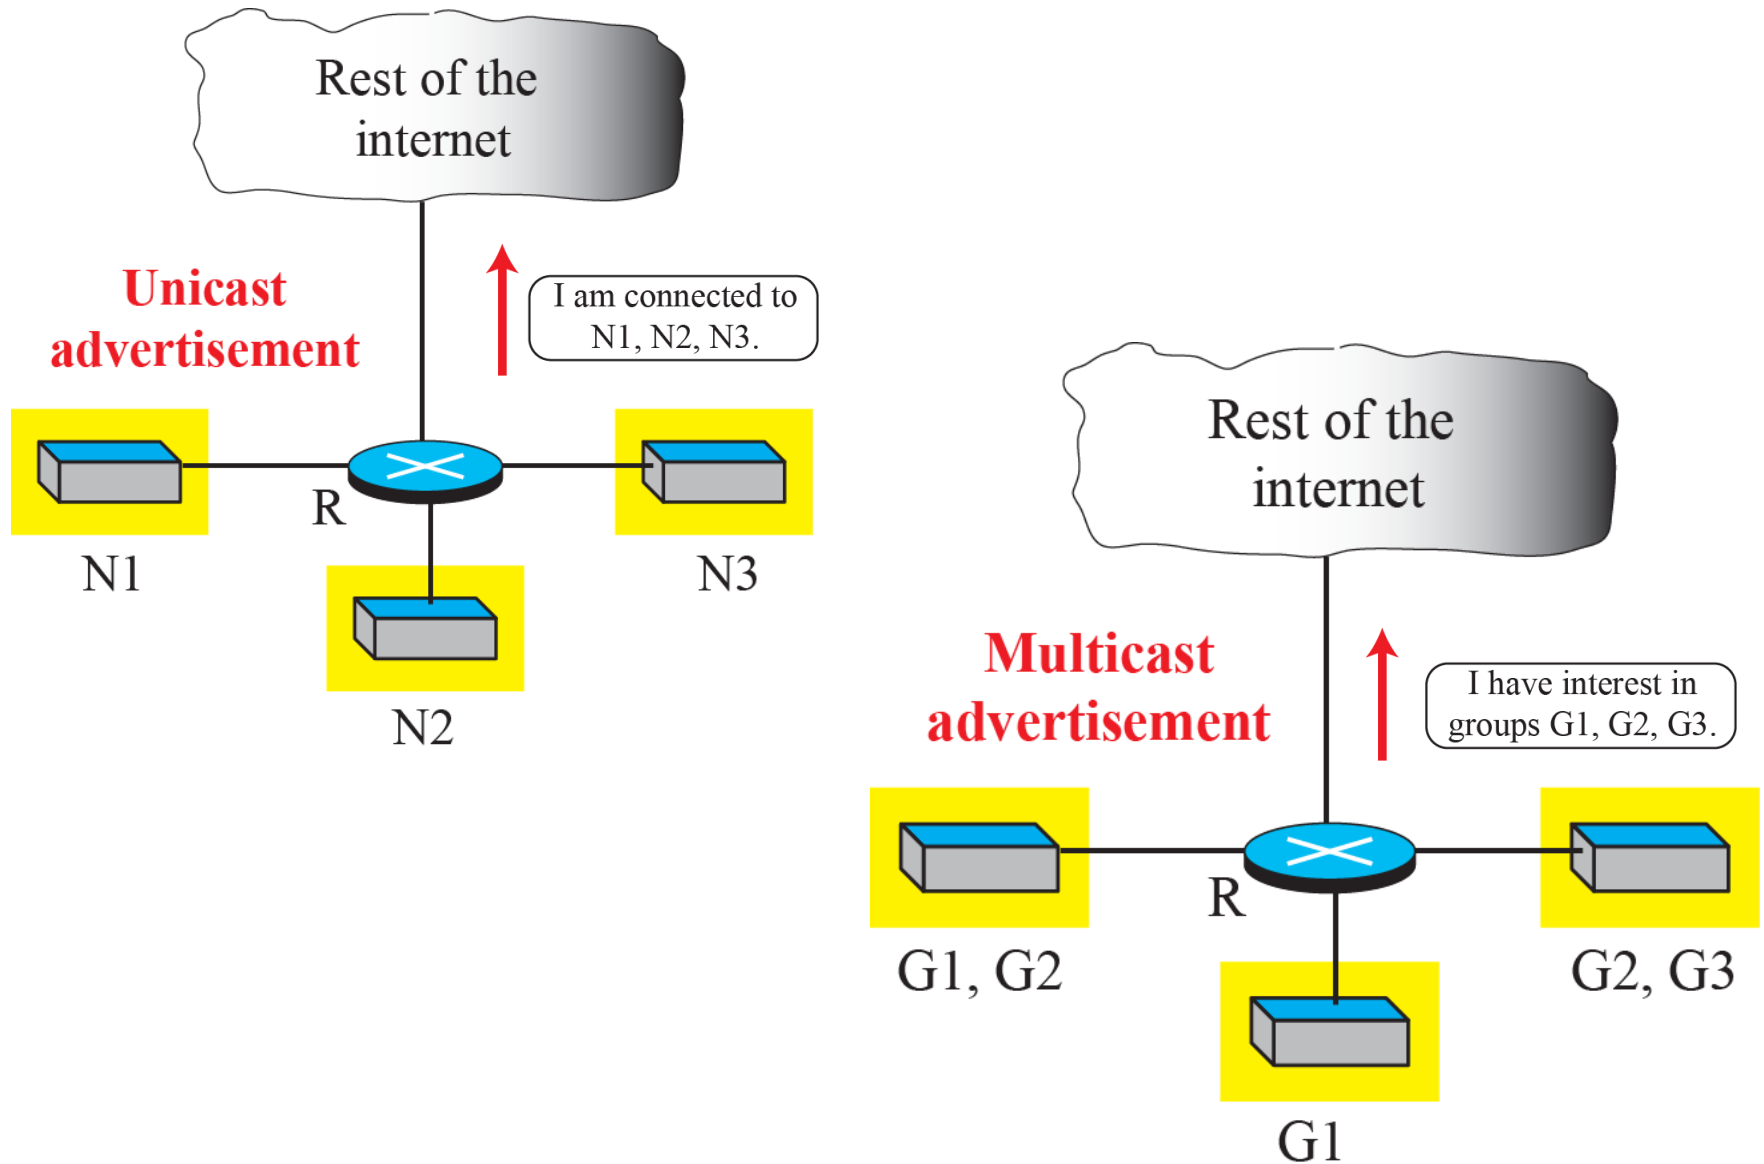 Rest of the
internet
Unicast
advertisement
I am connected to
N1, N2, N3.
R
N1
N3
N2
Rest of the
internet
Multicast
advertisement
I have interest in
groups G1, G2, G3.
R
G1, G2
G2, G3
G1